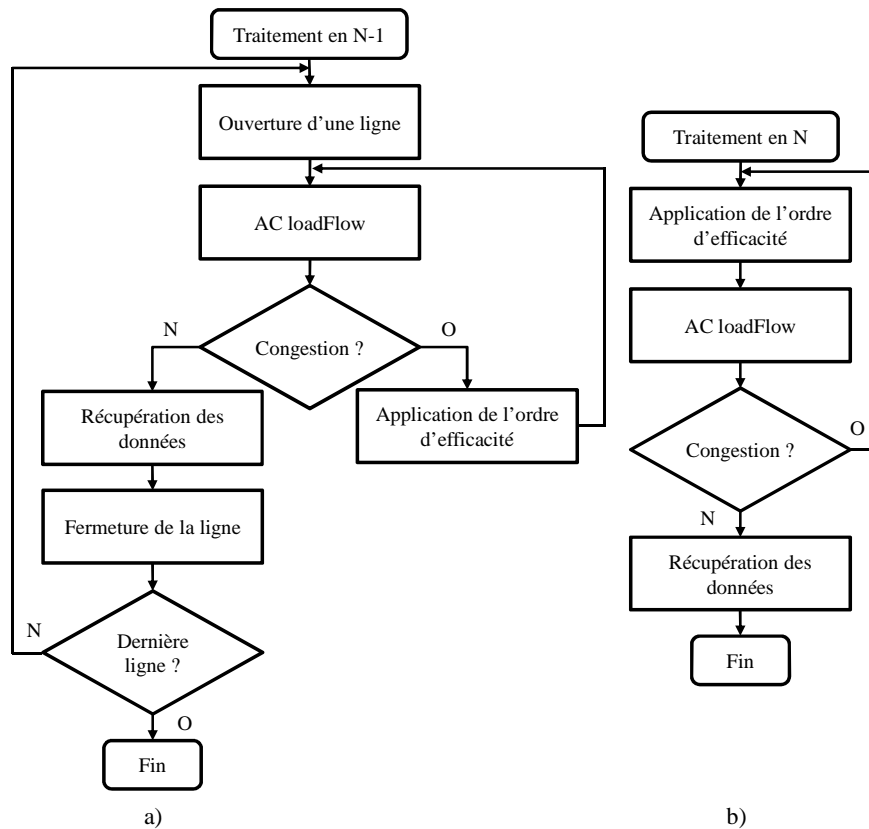 Traitement en N-1
Ouverture d'une ligne
AC loadFlow
Congestion ?
N
O
Récupération des
données
Application de l'ordre
d'efficacité
Fermeture de la ligne
Dernière
ligne ?
N
O
Fin
a)
Traitement en N
Application de l'ordre
d'efficacité
AC loadFlow
Congestion ?
O
N
Récupération des
données
Fin
b)